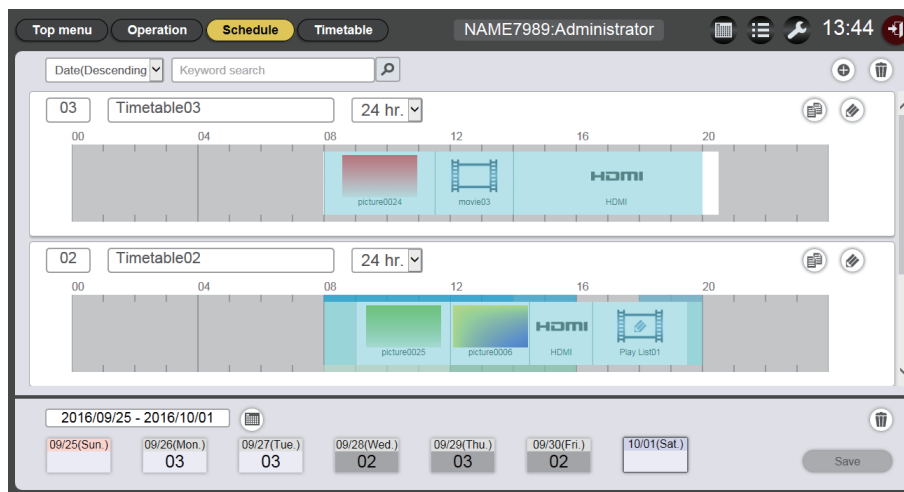 Top menu Operation Schedule Timetable NAME7989:Administrator 13:44
Date(Descending Keyword search
03 Timetable03 24 hr.
00 04 08 12 16 20
HDMI
picture0024 movie03 HDMI
02 Timetable02 24 hr.
00 04 08 12 16 20
HDMI
picture0025 picture0006 HDMI Play List01
2016/09/25 - 2016/10/01
09/25(Sun.) 09/26(Mon.) 09/27(Tue.) 09/28(Wed.) 09/29(Thu.) 09/30(Fri.) 10/01(Sat.)
03 03 02 03 02 Save